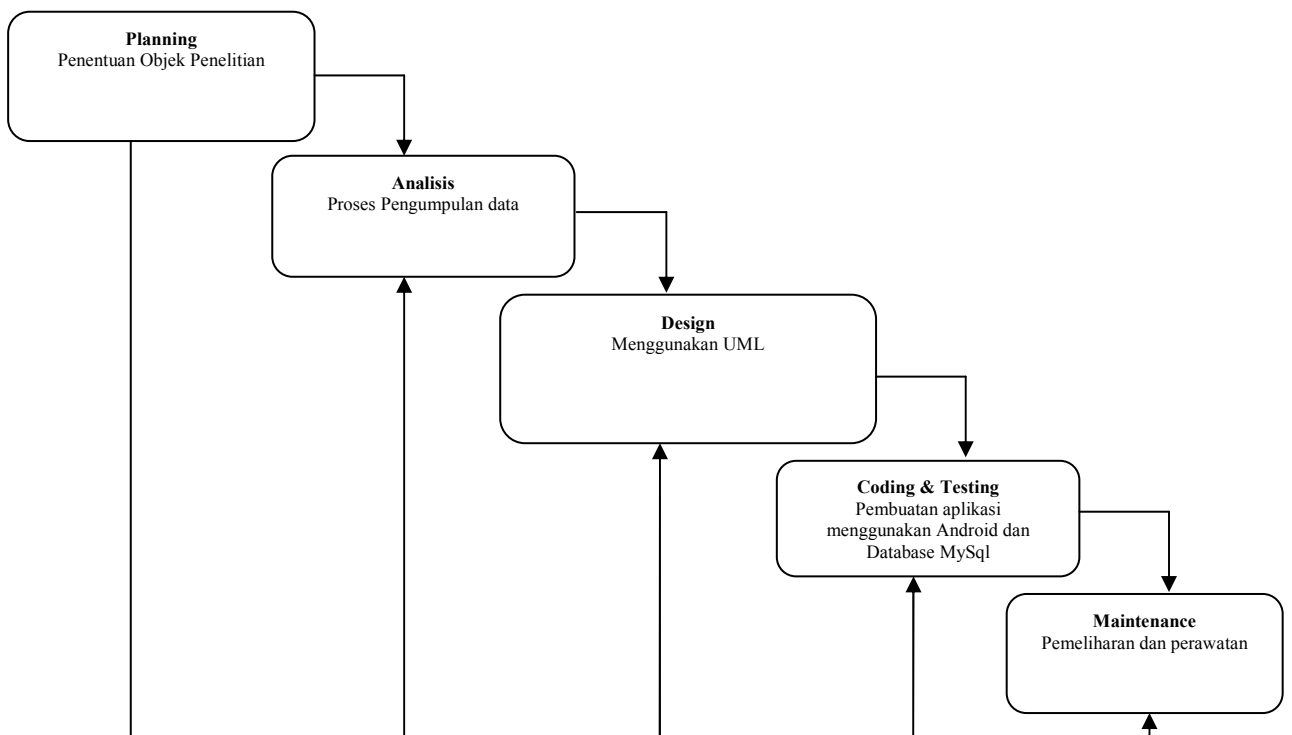 Planning
Penentuan Objek Penelitian
Analisis
Proses Pengumpulan data
Design
Menggunakan UML
Coding & Testing
Pembuatan aplikasi
menggunakan Android dan
Database MySql
Maintenance
Pemeliharan dan perawatan